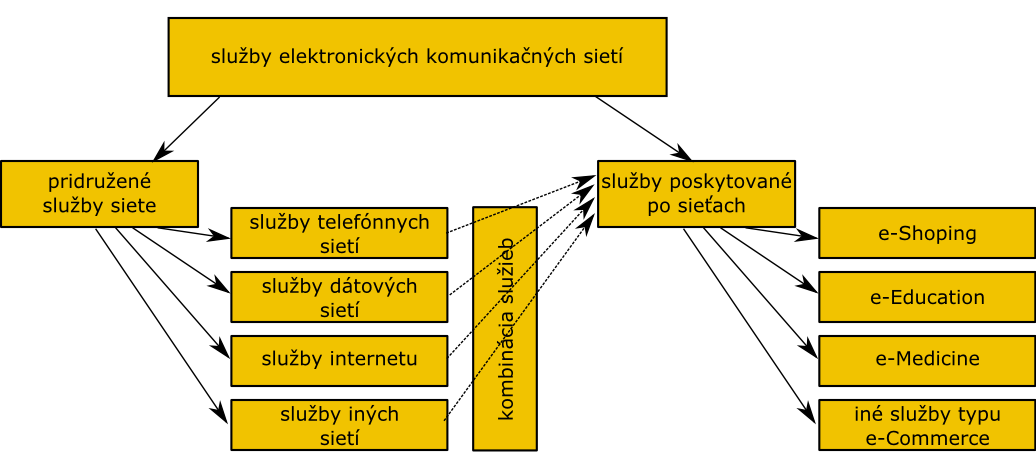 služby elektronických komunikačných sietí
pridružené
služby siete
služby poskytované
po sieťach
služby telefónnych
sietí
služby dátových
sietí
služby internetu
služby iných
sietí
kombinácia služieb
e-Shoping
e-Education
e-Medicine
iné služby typu
e-Commerce